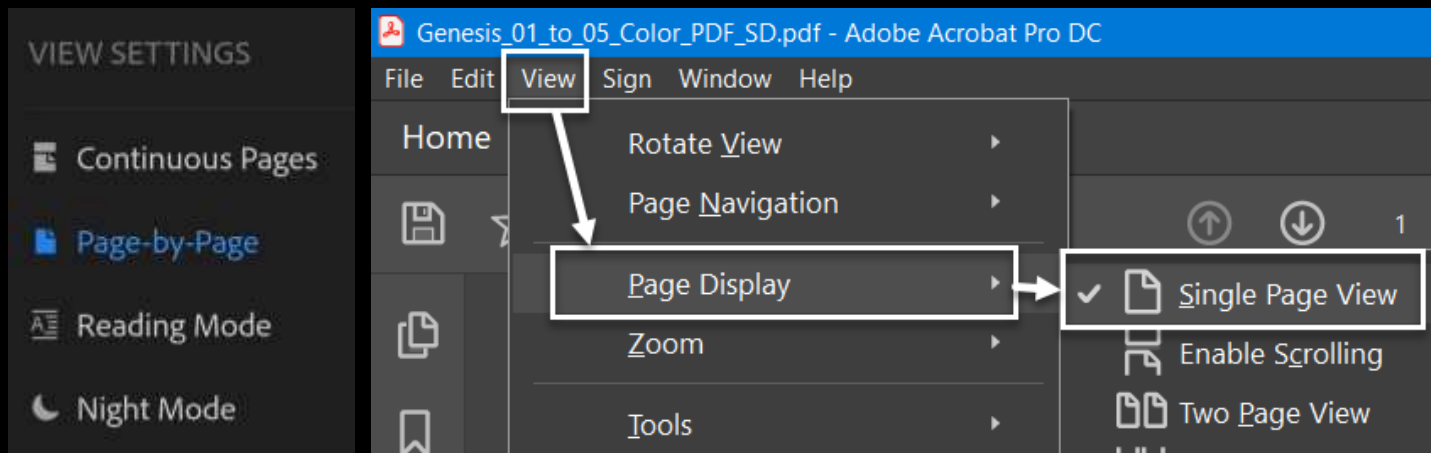 VIEW SETTINGS
Continuous Pages
Page-by-Page
Reading Mode
Night Mode
Genesis_01_to_05_Color_PDF_SD.pdf - Adobe Acrobat Pro DC
File Edit View Sign Window Help
Home
Rotate View
Page Navigation
1
Page Display
Single Page View
Zoom
Enable Scrolling
Two Page View
Tools